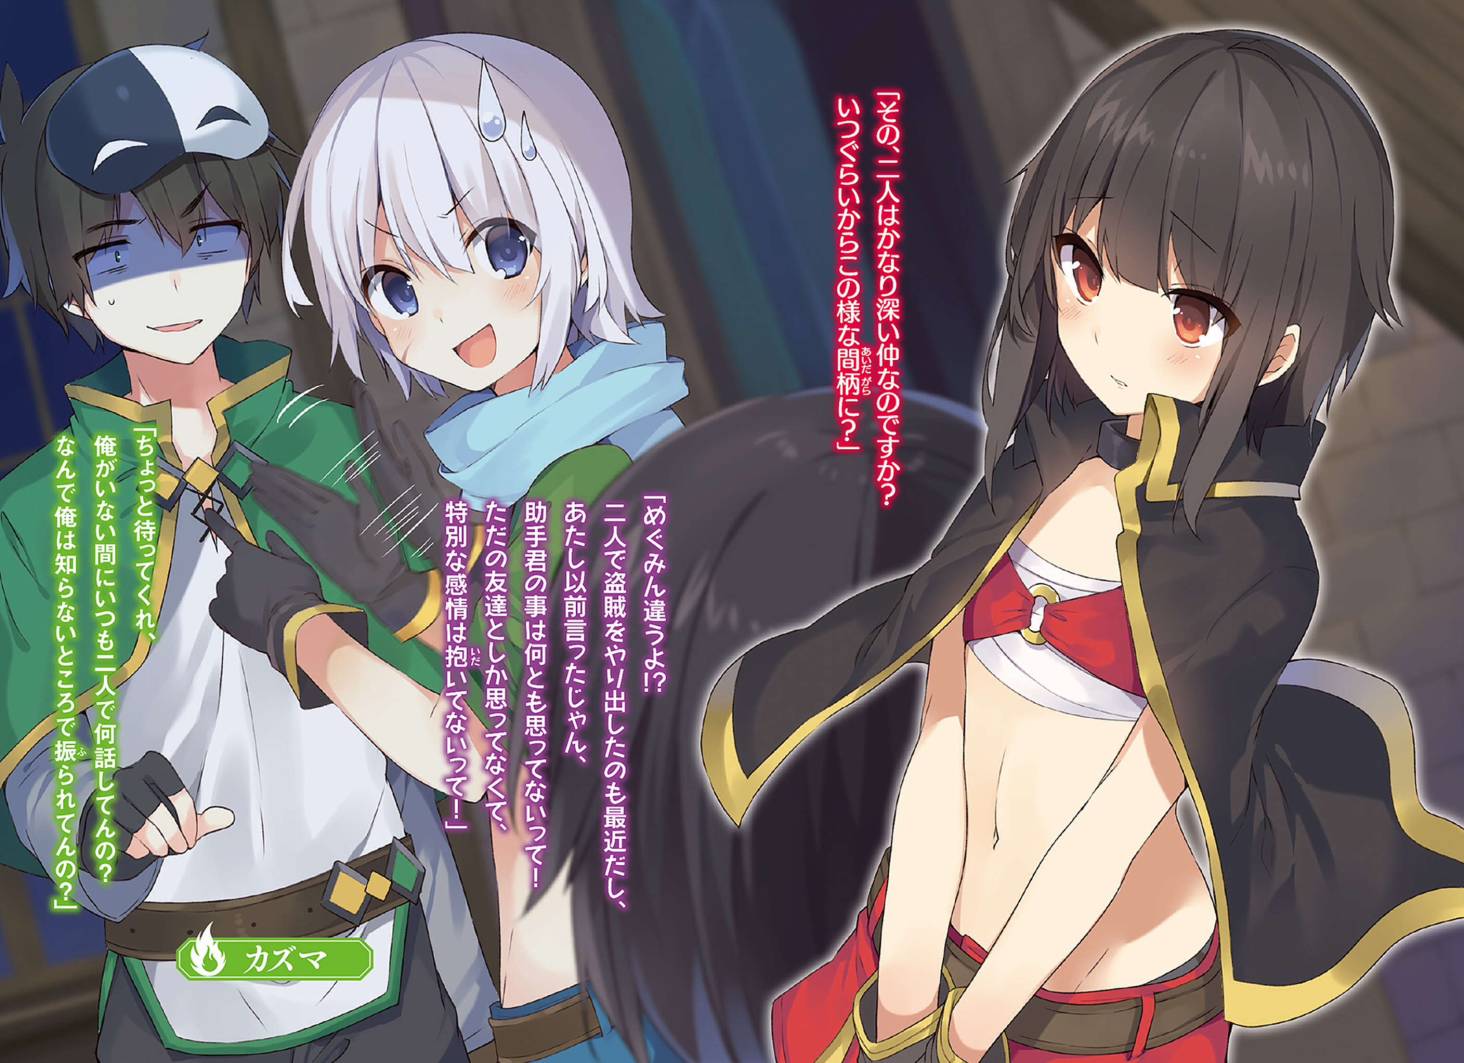 「その、二人はかなり深い仲なのですか?
いつぐらいからこの様な間柄に?」
あいだ がら
「めぐみん違うよ!?
二人で盗賊をやり出したのも最近だし、
あたし以前言ったじゃん、
助手君の事は何とも思ってないって!
ただの友達としか思ってなくて、
特別な感情は抱いてないって!」
いだ
「ちょっと待ってくれ、
俺がいない間にいつも二人で何話してんの?
なんで俺は知らないところで振られてんの?」
ふ
カズマ